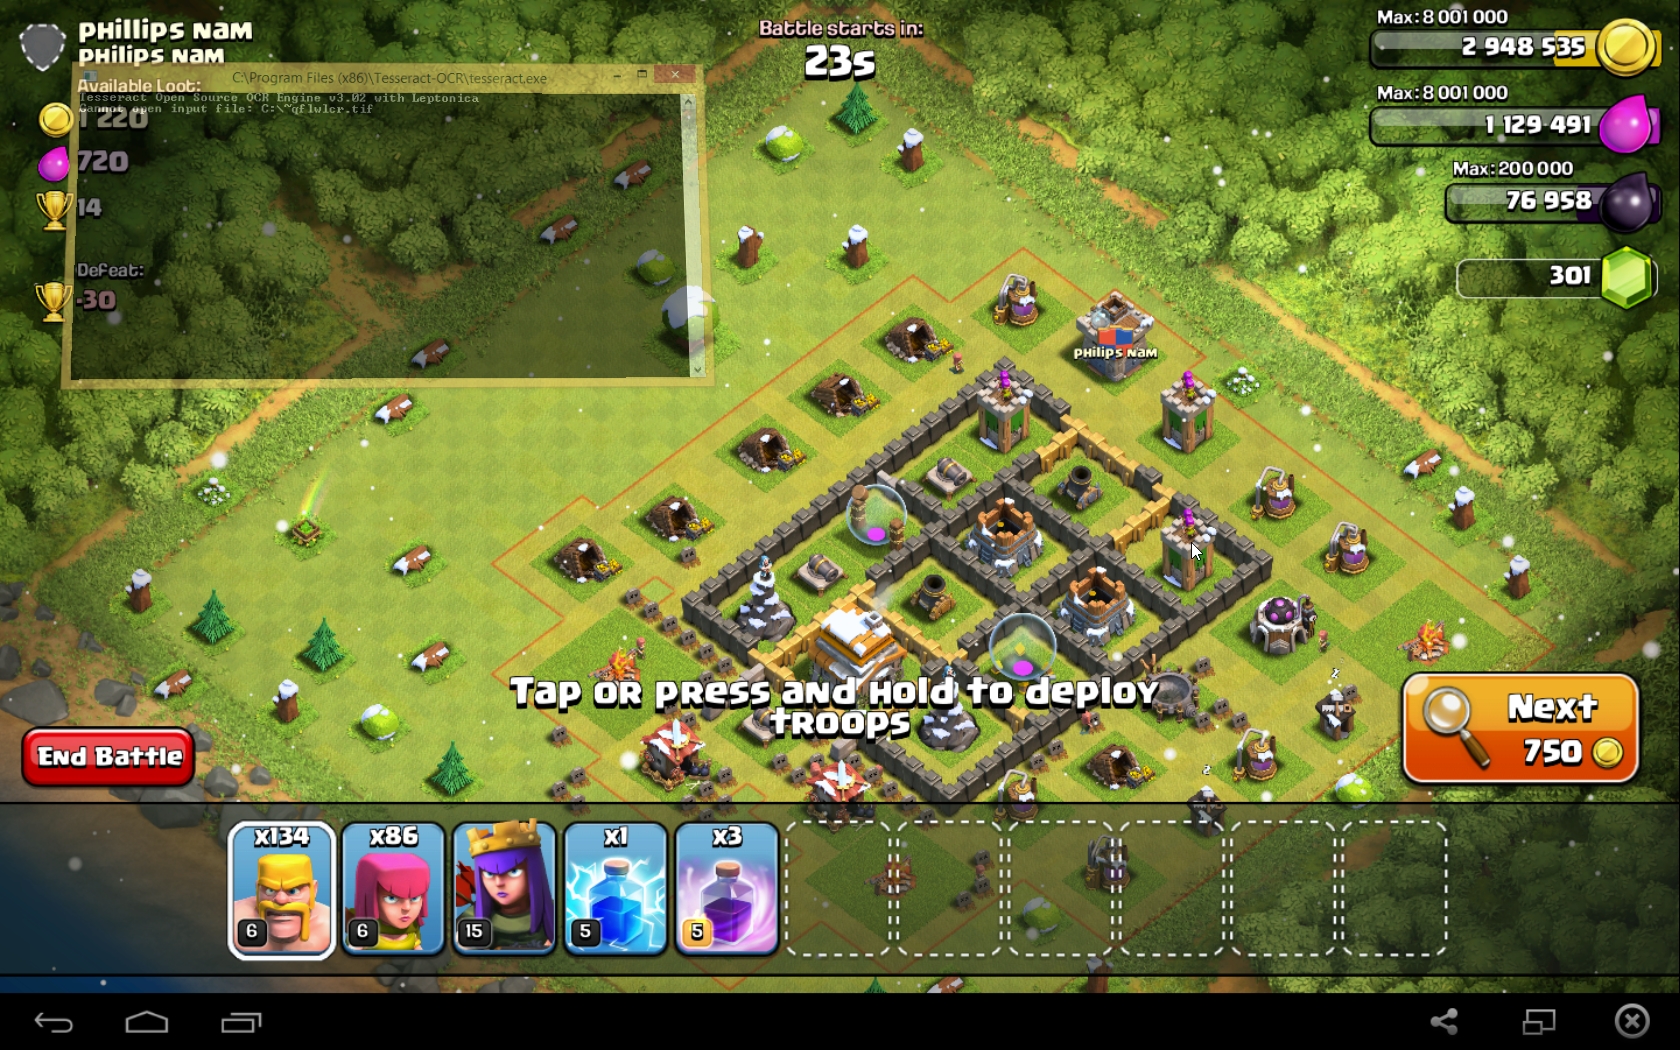 PHILLIPS NAM
PHILIPS NAM
Available Loot:
1 220
720
14
Defeat:
-30
C:\Program Files (x86)\Tesseract-OCR\tesseract.exe
Tesseract Open Source OCR Engine v3.02 with Leptonica
Cannot open input file: C:\~qflwlcr.tif
Battle starts in:
23s
Max: 8 001 000
2 948 535
Max: 8 001 000
1 129 491
Max: 200 000
76 958
301
PHILIPS NAM
Tap or press and hold to deploy
troops
End Battle
Next
750
x134
x86
x1
x3
6
6
15
5
5